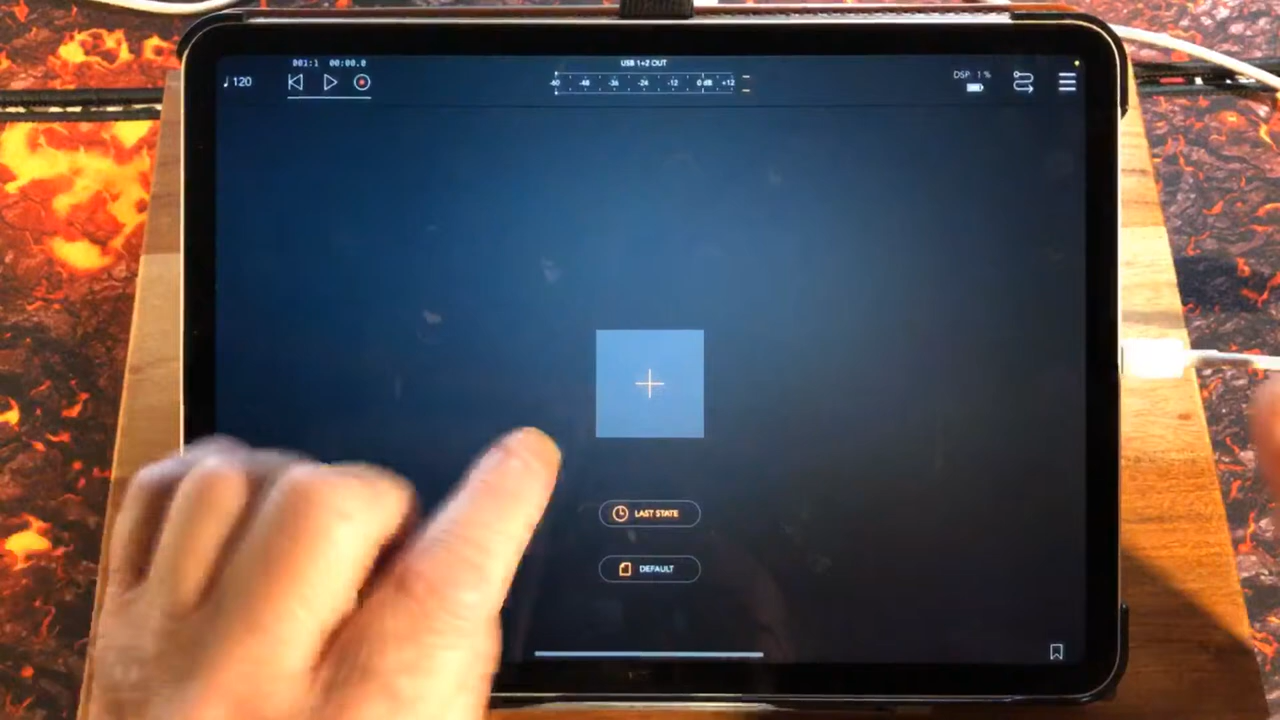 001:1 00:00.0
♩120
USB 1+2 OUT
-60 -48 -36 -24 -12 0 dB +12
DSP: 1 %
LAST STATE
DEFAULT